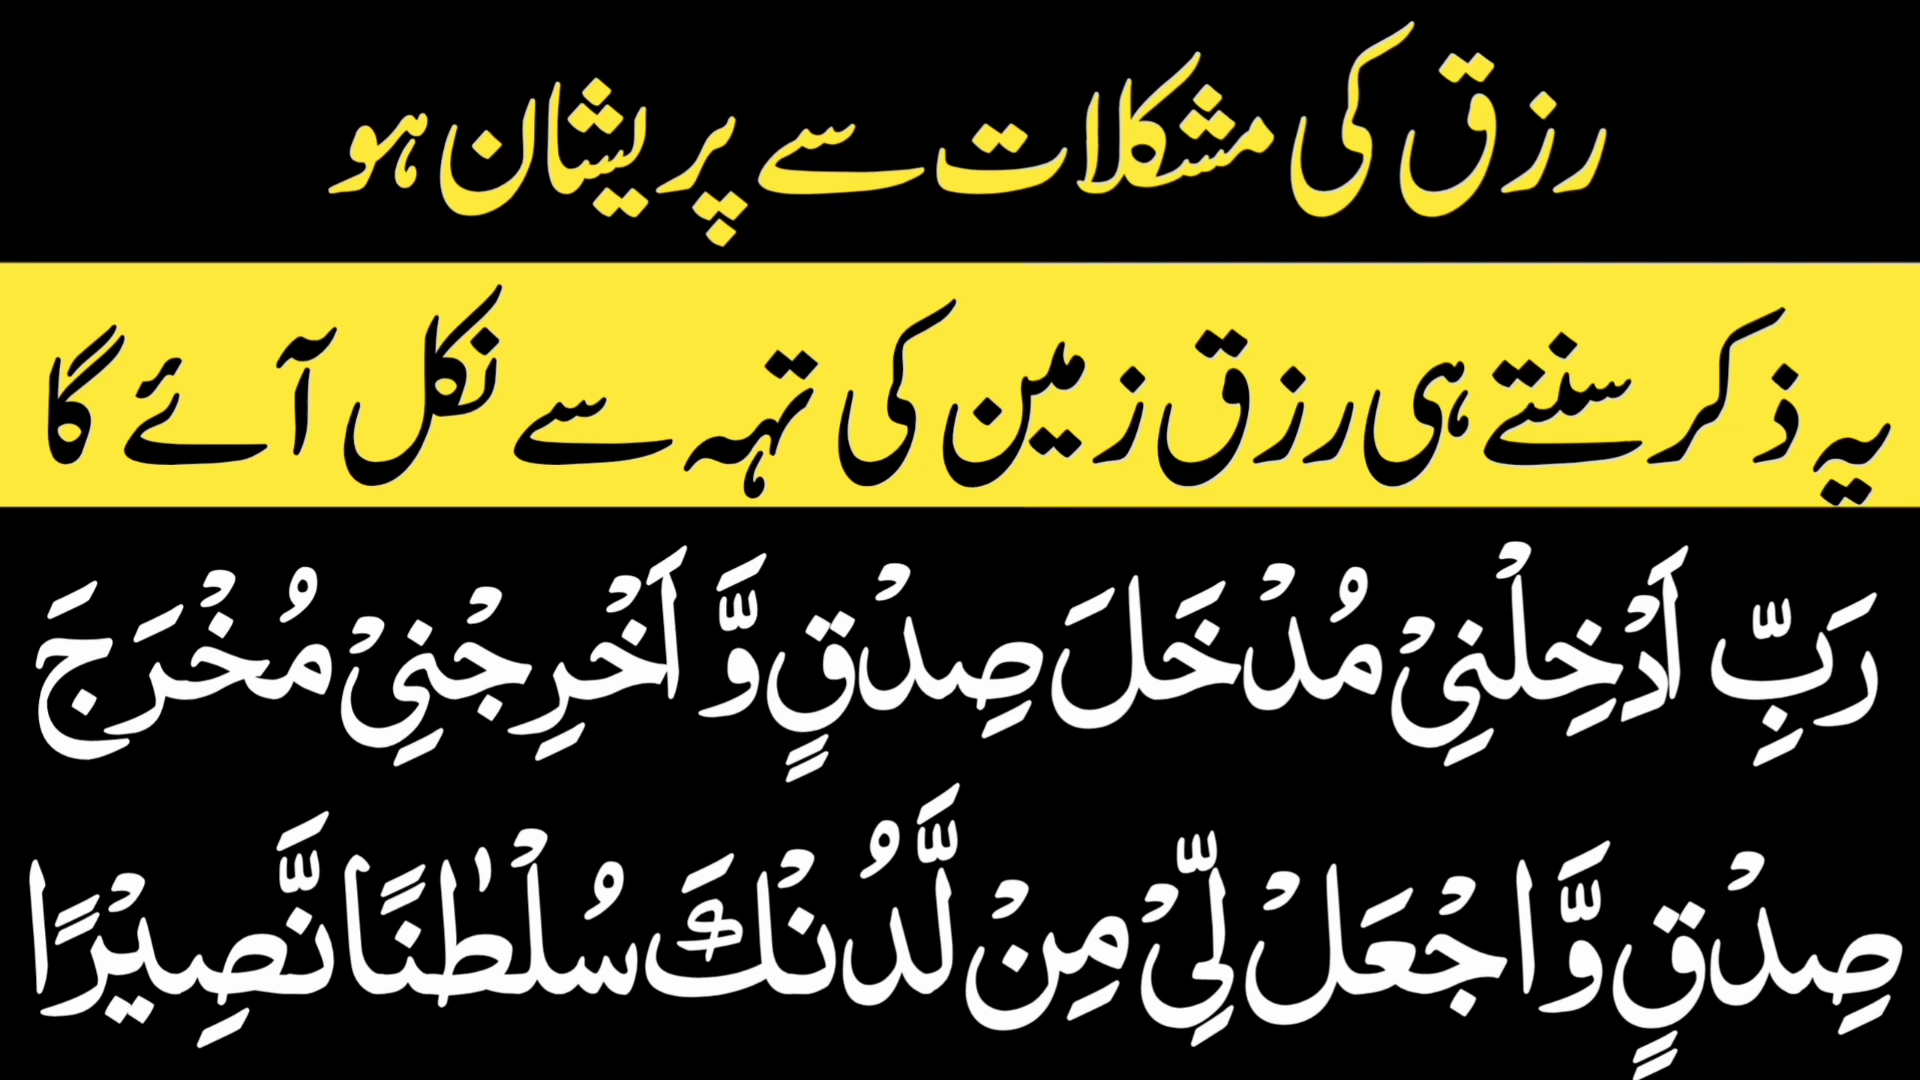 رزق کی مشکلات سے پریشان ہو
یہ ذکر سنتے ہی رزق زمین کی تہہ سے نکل آئے گا
رَبِّ اَدْخِلْنِیْ مُدْخَلَ صِدْقٍ وَّ اَخْرِجْنِیْ مُخْرَجَ
صِدْقٍ وَّ اجْعَلْ لِّیْ مِنْ لَّدُنْكَ سُلْطٰنًا نَّصِیْرًا